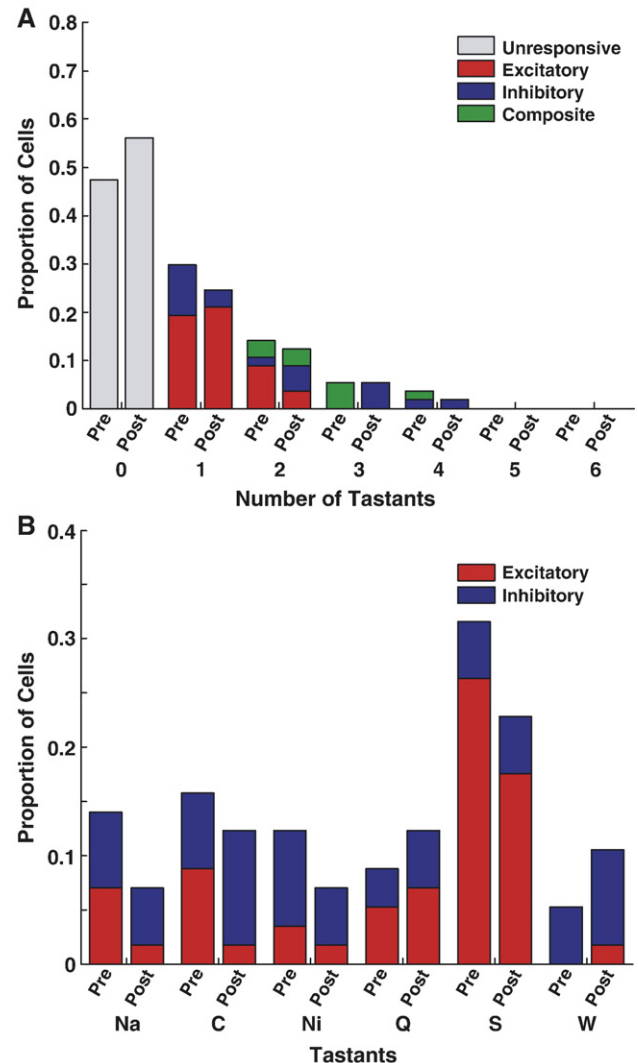 A
0.8
0.7
0.6
0.5
0.4
0.3
0.2
0.1
0
Proportion of Cells
Unresponsive
Excitatory
Inhibitory
Composite
Pre Post Pre Post Pre Post Pre Post Pre Post Pre Post Pre Post
0 1 2 3 4 5 6
Number of Tastants
B
0.4
0.3
0.2
0.1
0
Proportion of Cells
Excitatory
Inhibitory
Pre Post Pre Post Pre Post Pre Post Pre Post Pre Post
Na C Ni Q S W
Tastants